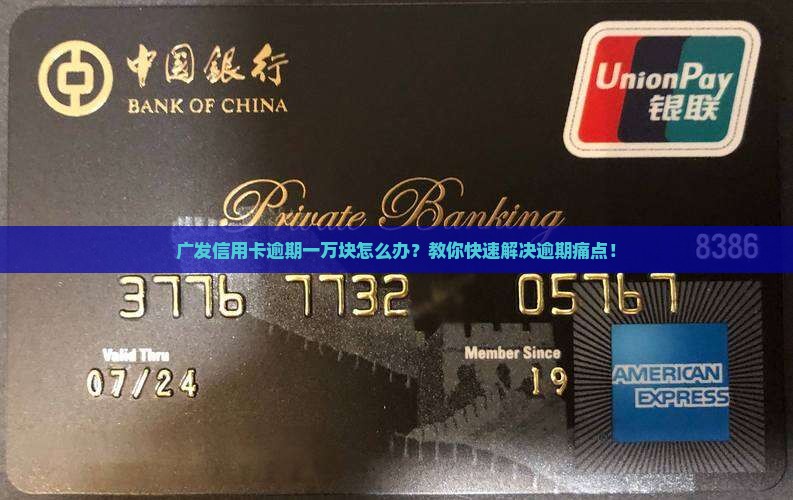 中国銀行
BANK OF CHINA
UnionPay
银联
Private Banking
广发信用卡逾期一万块怎么办？教你快速解决逾期痛点！
8386
3776 7732 05767
Valid Thru
Member Since
07/24
19
AMERICAN
EXPRESS